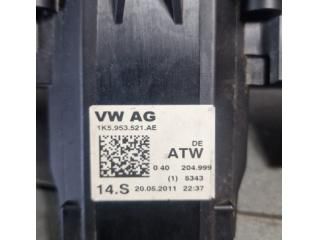 VW AG
1K5.953.521.AE
DE
ATW
0 40 204.999
(1) 5343
14.S 20.05.2011 22:37